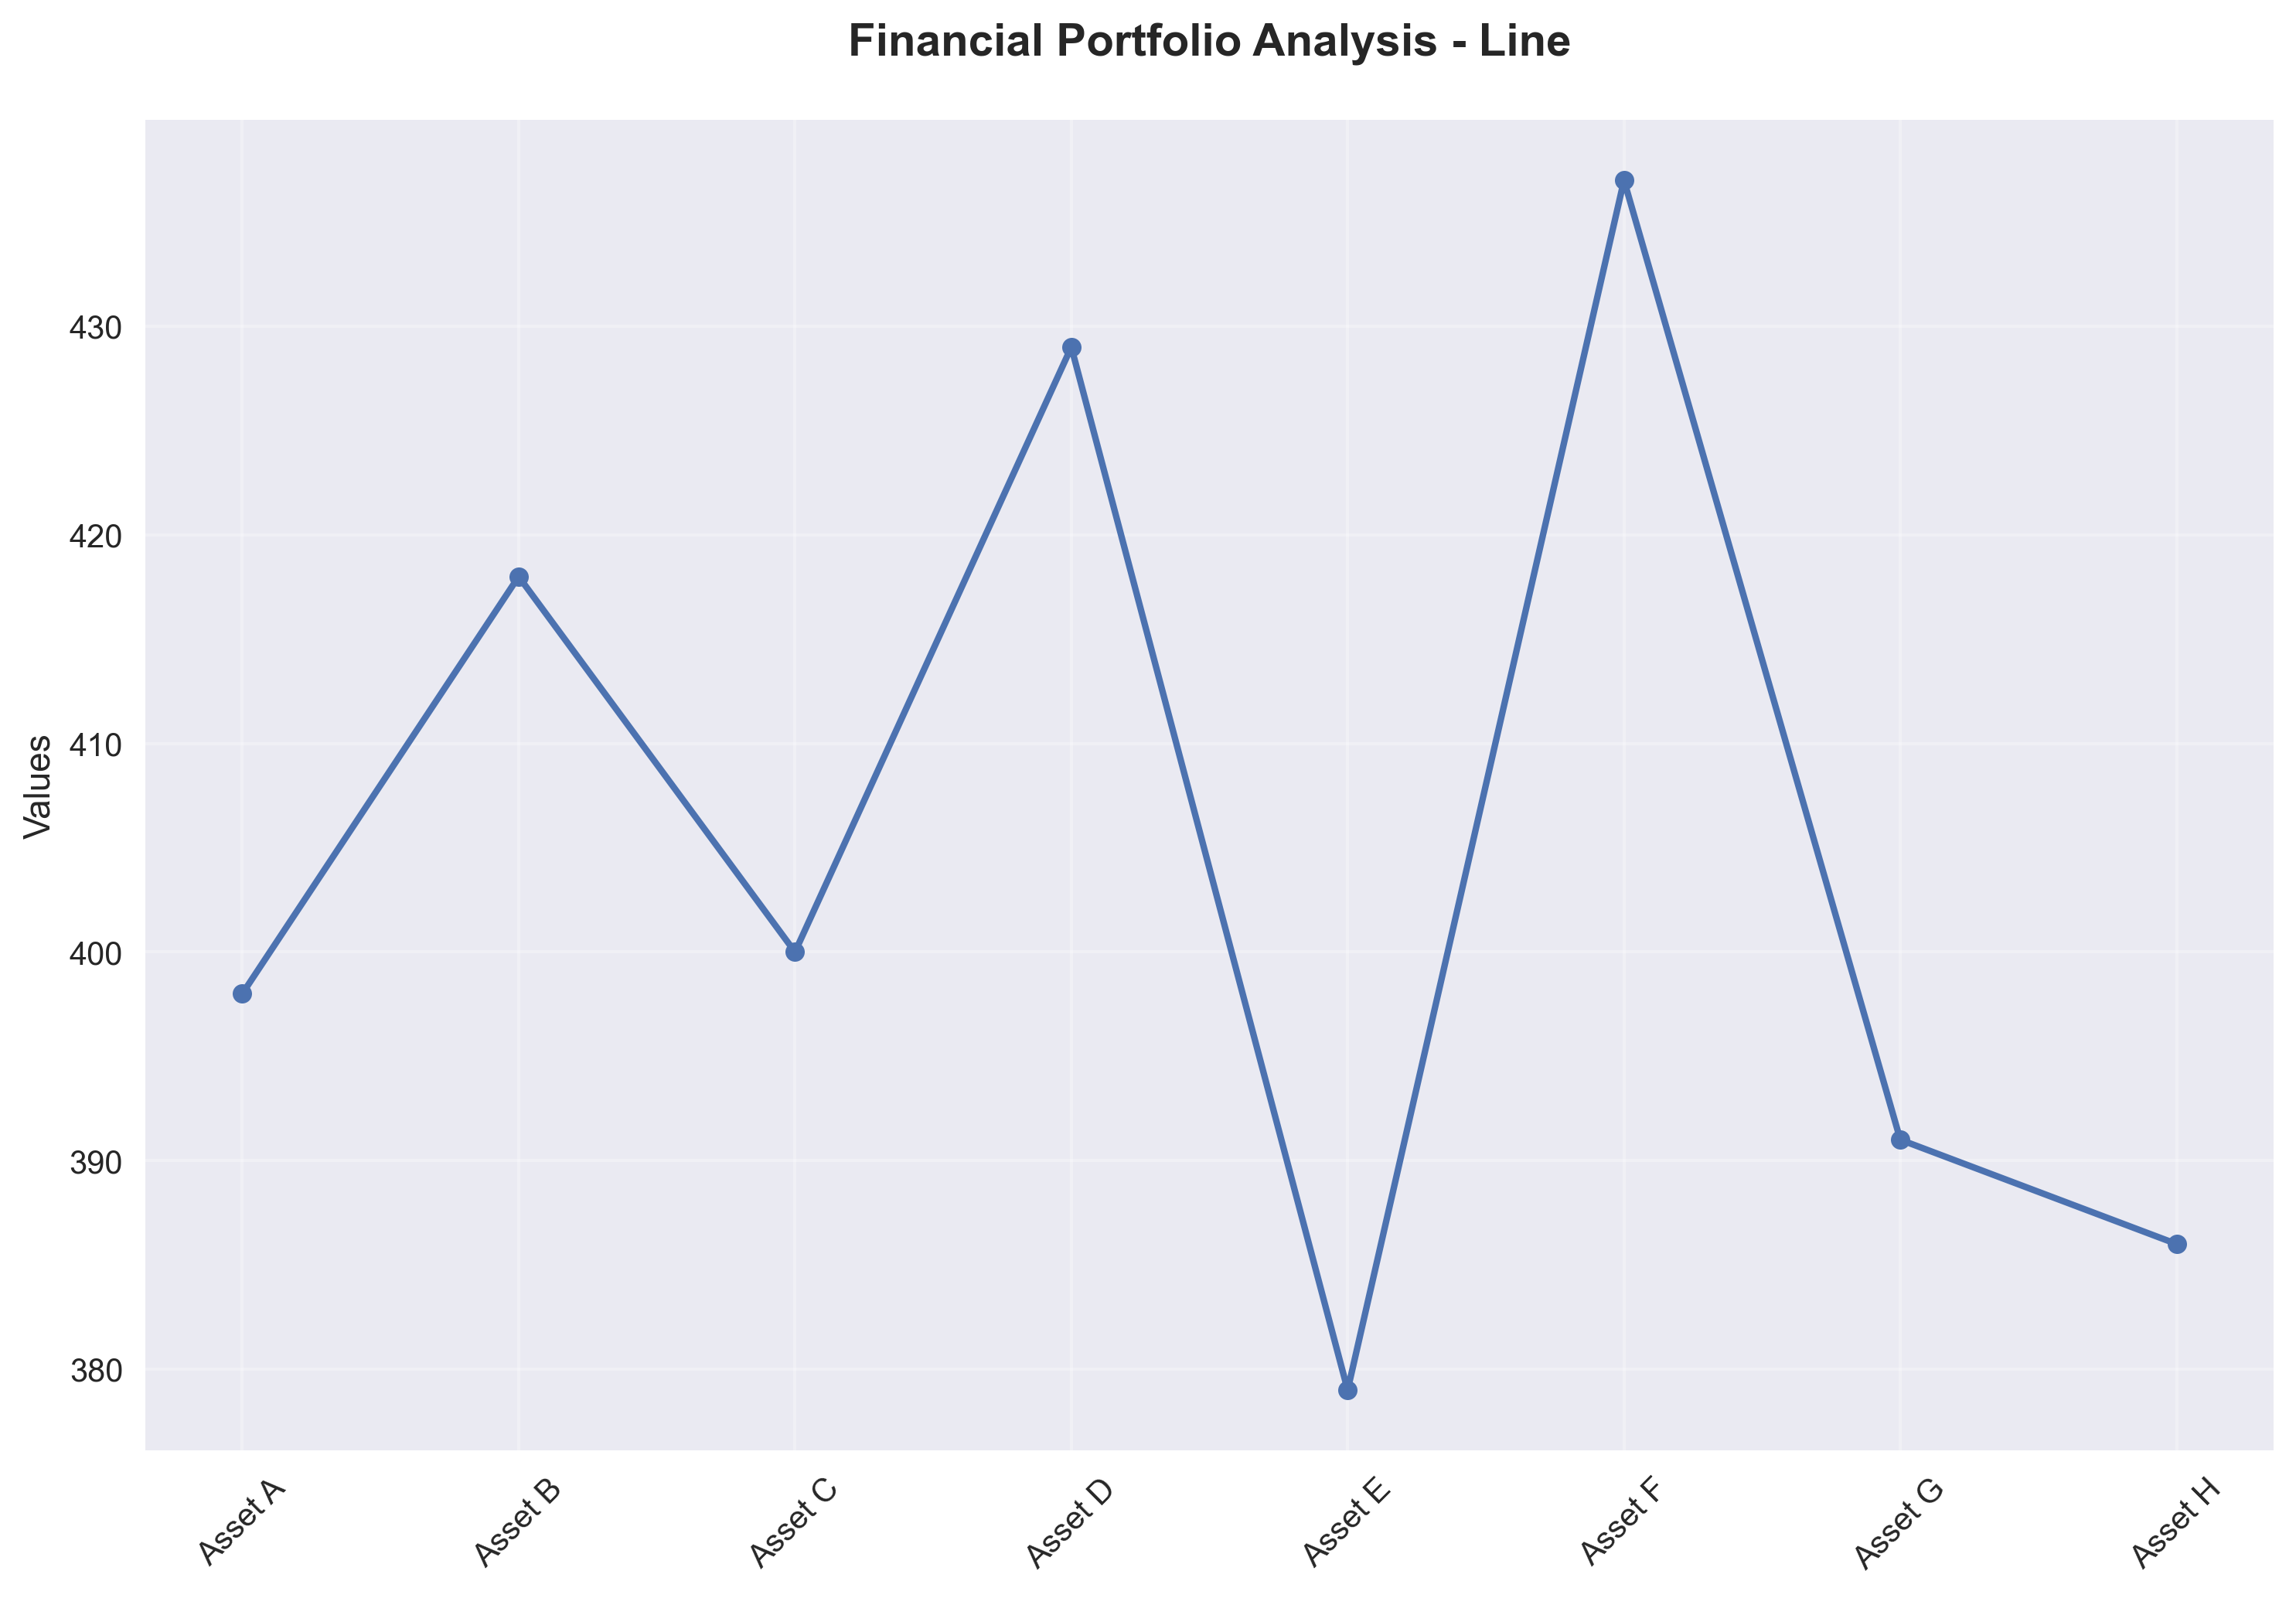 Financial Portfolio Analysis - Line
Values
430
420
410
400
390
380
Asset A
Asset B
Asset C
Asset D
Asset E
Asset F
Asset G
Asset H